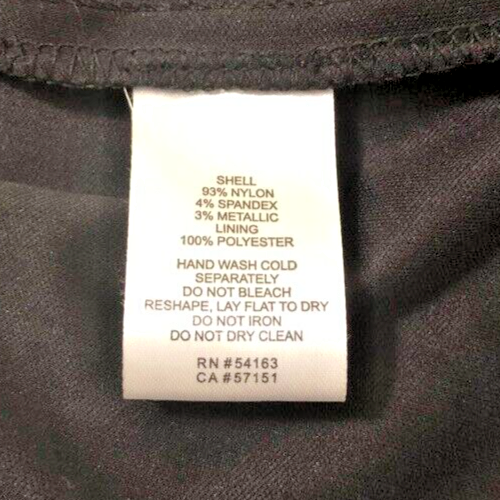 SHELL
93% NYLON
4% SPANDEX
3% METALLIC
LINING
100% POLYESTER
HAND WASH COLD
SEPARATELY
DO NOT BLEACH
RESHAPE, LAY FLAT TO DRY
DO NOT IRON
DO NOT DRY CLEAN
RN #54163
CA #57151